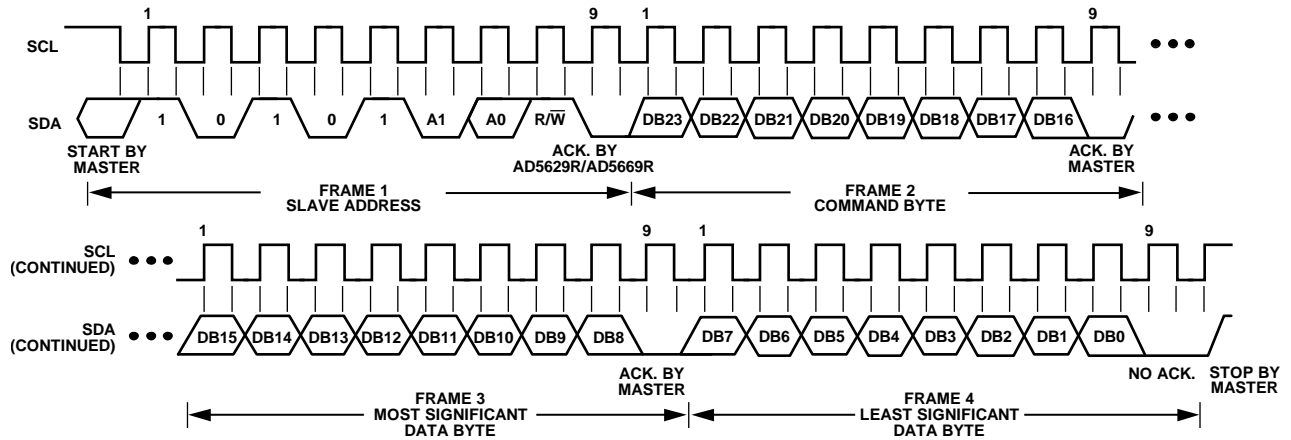 1 9 1 9
SCL
SDA
1 0 1 0 1 A1 A0 R/W̅ DB23 DB22 DB21 DB20 DB19 DB18 DB17 DB16
START BY
MASTER
ACK. BY
AD5629R/AD5669R
ACK. BY
MASTER
FRAME 1
SLAVE ADDRESS
FRAME 2
COMMAND BYTE
1 9 1 9
SCL
(CONTINUED)
SDA
(CONTINUED)
DB15 DB14 DB13 DB12 DB11 DB10 DB9 DB8 DB7 DB6 DB5 DB4 DB3 DB2 DB1 DB0
ACK. BY
MASTER
NO ACK.
STOP BY
MASTER
FRAME 3
MOST SIGNIFICANT
DATA BYTE
FRAME 4
LEAST SIGNIFICANT
DATA BYTE